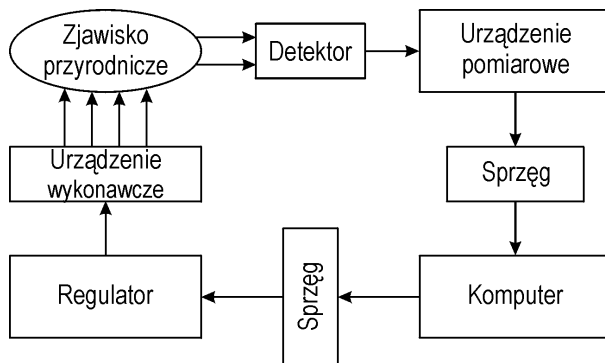 Zjawisko
przyrodnicze
Detektor
Urządzenie
pomiarowe
Urządzenie
wykonawcze
Sprzęg
Regulator
Sprzęg
Komputer